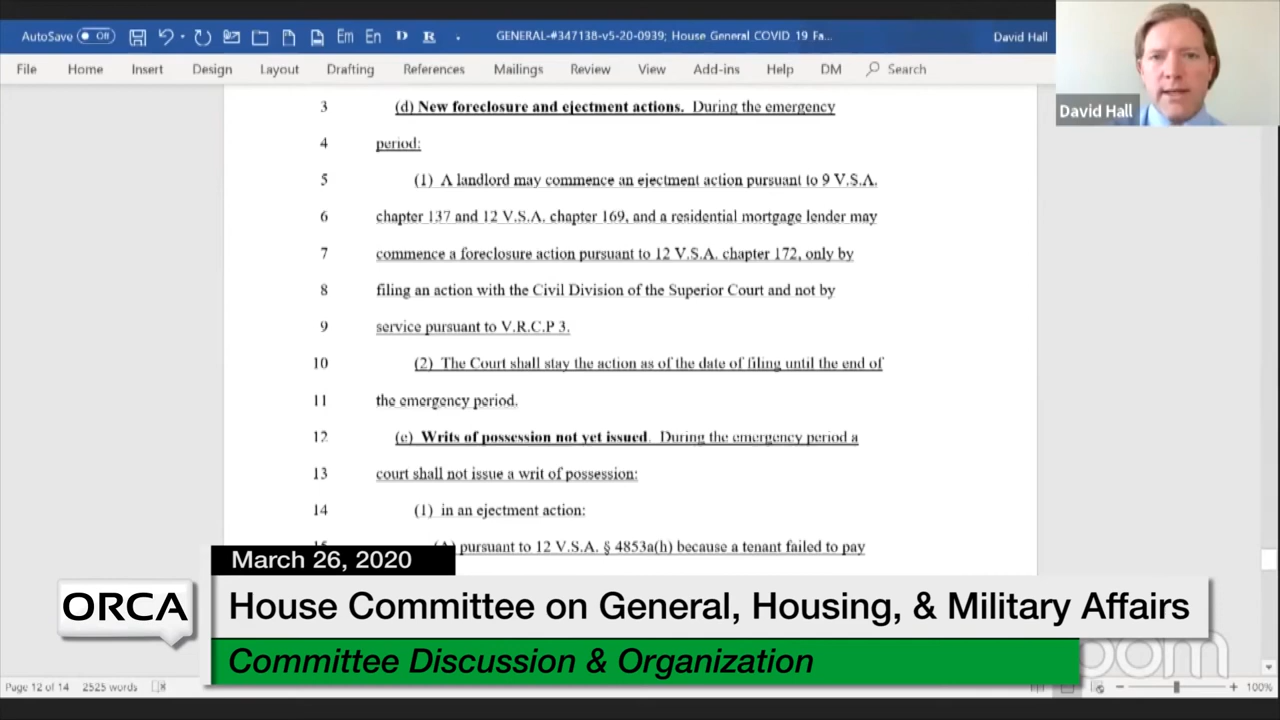 AutoSave Off Em En D R GENERAL-#347138-v5-20-0939; House General COVID 19 Fa... David Hall
File Home Insert Design Layout Drafting References Mailings Review View Add-ins Help DM Search
David Hall
3 (d) New foreclosure and ejectment actions. During the emergency
4 period:
5 (1) A landlord may commence an ejectment action pursuant to 9 V.S.A.
6 chapter 137 and 12 V.S.A. chapter 169, and a residential mortgage lender may
7 commence a foreclosure action pursuant to 12 V.S.A. chapter 172, only by
8 filing an action with the Civil Division of the Superior Court and not by
9 service pursuant to V.R.C.P 3.
10 (2) The Court shall stay the action as of the date of filing until the end of
11 the emergency period.
12 (e) Writs of possession not yet issued. During the emergency period a
13 court shall not issue a writ of possession:
14 (1) in an ejectment action:
pursuant to 12 V.S.A. § 4853a(h) because a tenant failed to pay
March 26, 2020
ORCA House Committee on General, Housing, & Military Affairs
Committee Discussion & Organization
Page 12 of 14 2525 words 100%